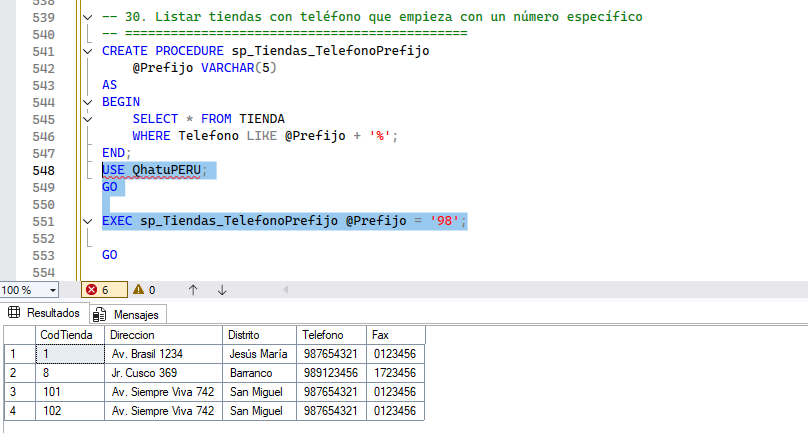 538
539 -- 30. Listar tiendas con teléfono que empieza con un número específico
540 -- =============================================
541 CREATE PROCEDURE sp_Tiendas_TelefonoPrefijo
542 @Prefijo VARCHAR(5)
543 AS
544 BEGIN
545 SELECT * FROM TIENDA
546 WHERE Telefono LIKE @Prefijo + '%';
547 END;
548 USE QhatuPERU;
549 GO
550
551 EXEC sp_Tiendas_TelefonoPrefijo @Prefijo = '98';
552
553 GO
554
100 % 6 0
Resultados Mensajes
CodTienda Direccion Distrito Telefono Fax
1 1 Av. Brasil 1234 Jesús María 987654321 0123456
2 8 Jr. Cusco 369 Barranco 989123456 1723456
3 101 Av. Siempre Viva 742 San Miguel 987654321 0123456
4 102 Av. Siempre Viva 742 San Miguel 987654321 0123456